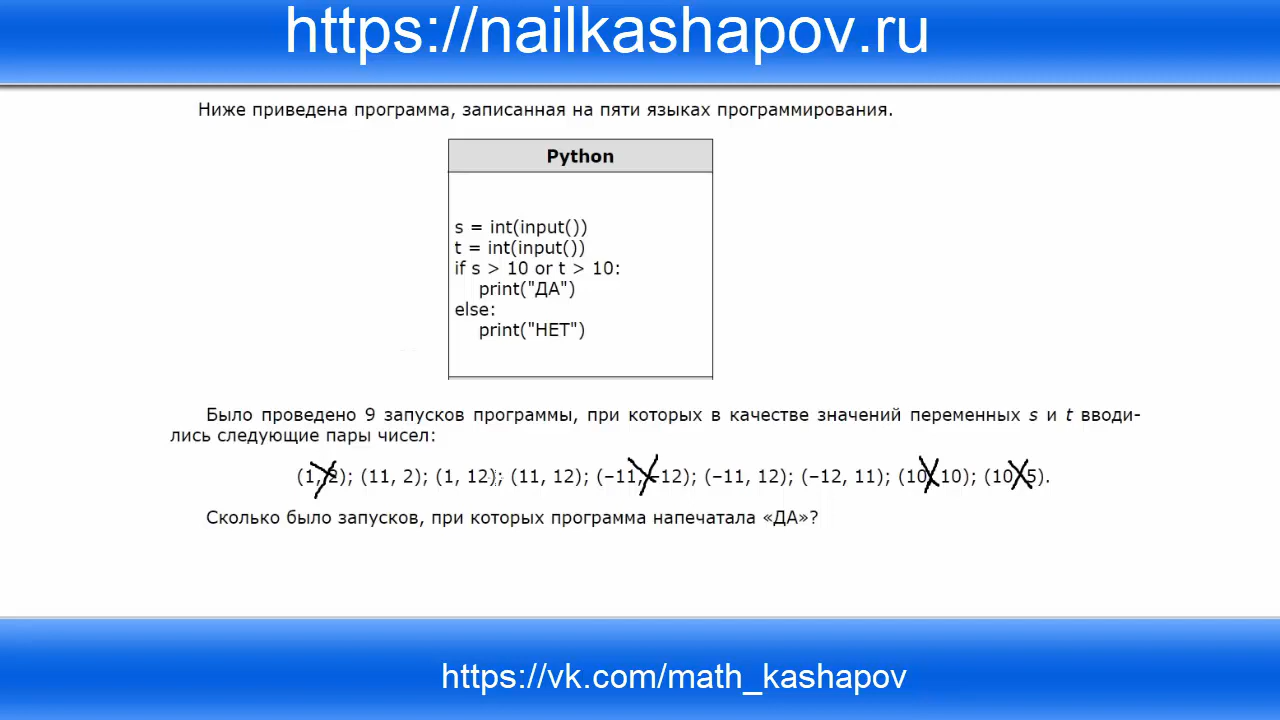 https://nailkashapov.ru
Ниже приведена программа, записанная на пяти языках программирования.
Python
s = int(input())
t = int(input())
if s > 10 or t > 10:
print("ДА")
else:
print("НЕТ")
Было проведено 9 запусков программы, при которых в качестве значений переменных s и t вводи-
лись следующие пары чисел:
(1, 2); (11, 2); (1, 12); (11, 12); (–11, –12); (–11, 12); (–12, 11); (10, 10); (10, 5).
Сколько было запусков, при которых программа напечатала «ДА»?
https://vk.com/math_kashapov